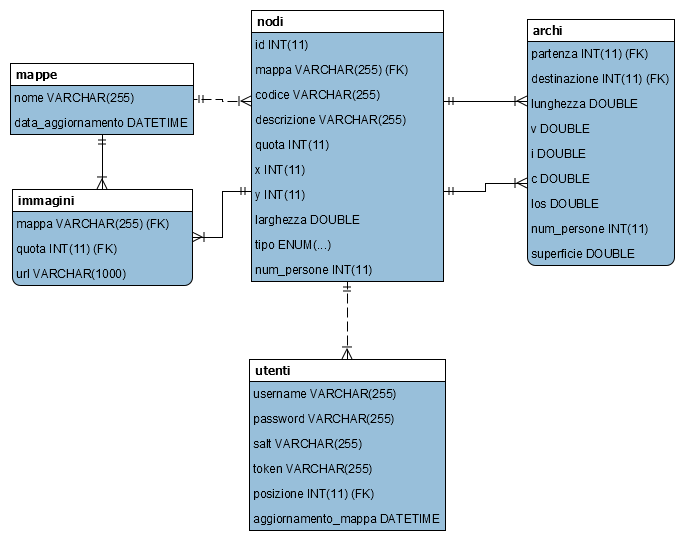 mappe
nome VARCHAR(255)
data_aggiornamento DATETIME
immagini
mappa VARCHAR(255) (FK)
quota INT(11) (FK)
url VARCHAR(1000)
nodi
id INT(11)
mappa VARCHAR(255) (FK)
codice VARCHAR(255)
descrizione VARCHAR(255)
quota INT(11)
x INT(11)
y INT(11)
larghezza DOUBLE
tipo ENUM(...)
num_persone INT(11)
archi
partenza INT(11) (FK)
destinazione INT(11) (FK)
lunghezza DOUBLE
v DOUBLE
i DOUBLE
c DOUBLE
los DOUBLE
num_persone INT(11)
superficie DOUBLE
utenti
username VARCHAR(255)
password VARCHAR(255)
salt VARCHAR(255)
token VARCHAR(255)
posizione INT(11) (FK)
aggiornamento_mappa DATETIME